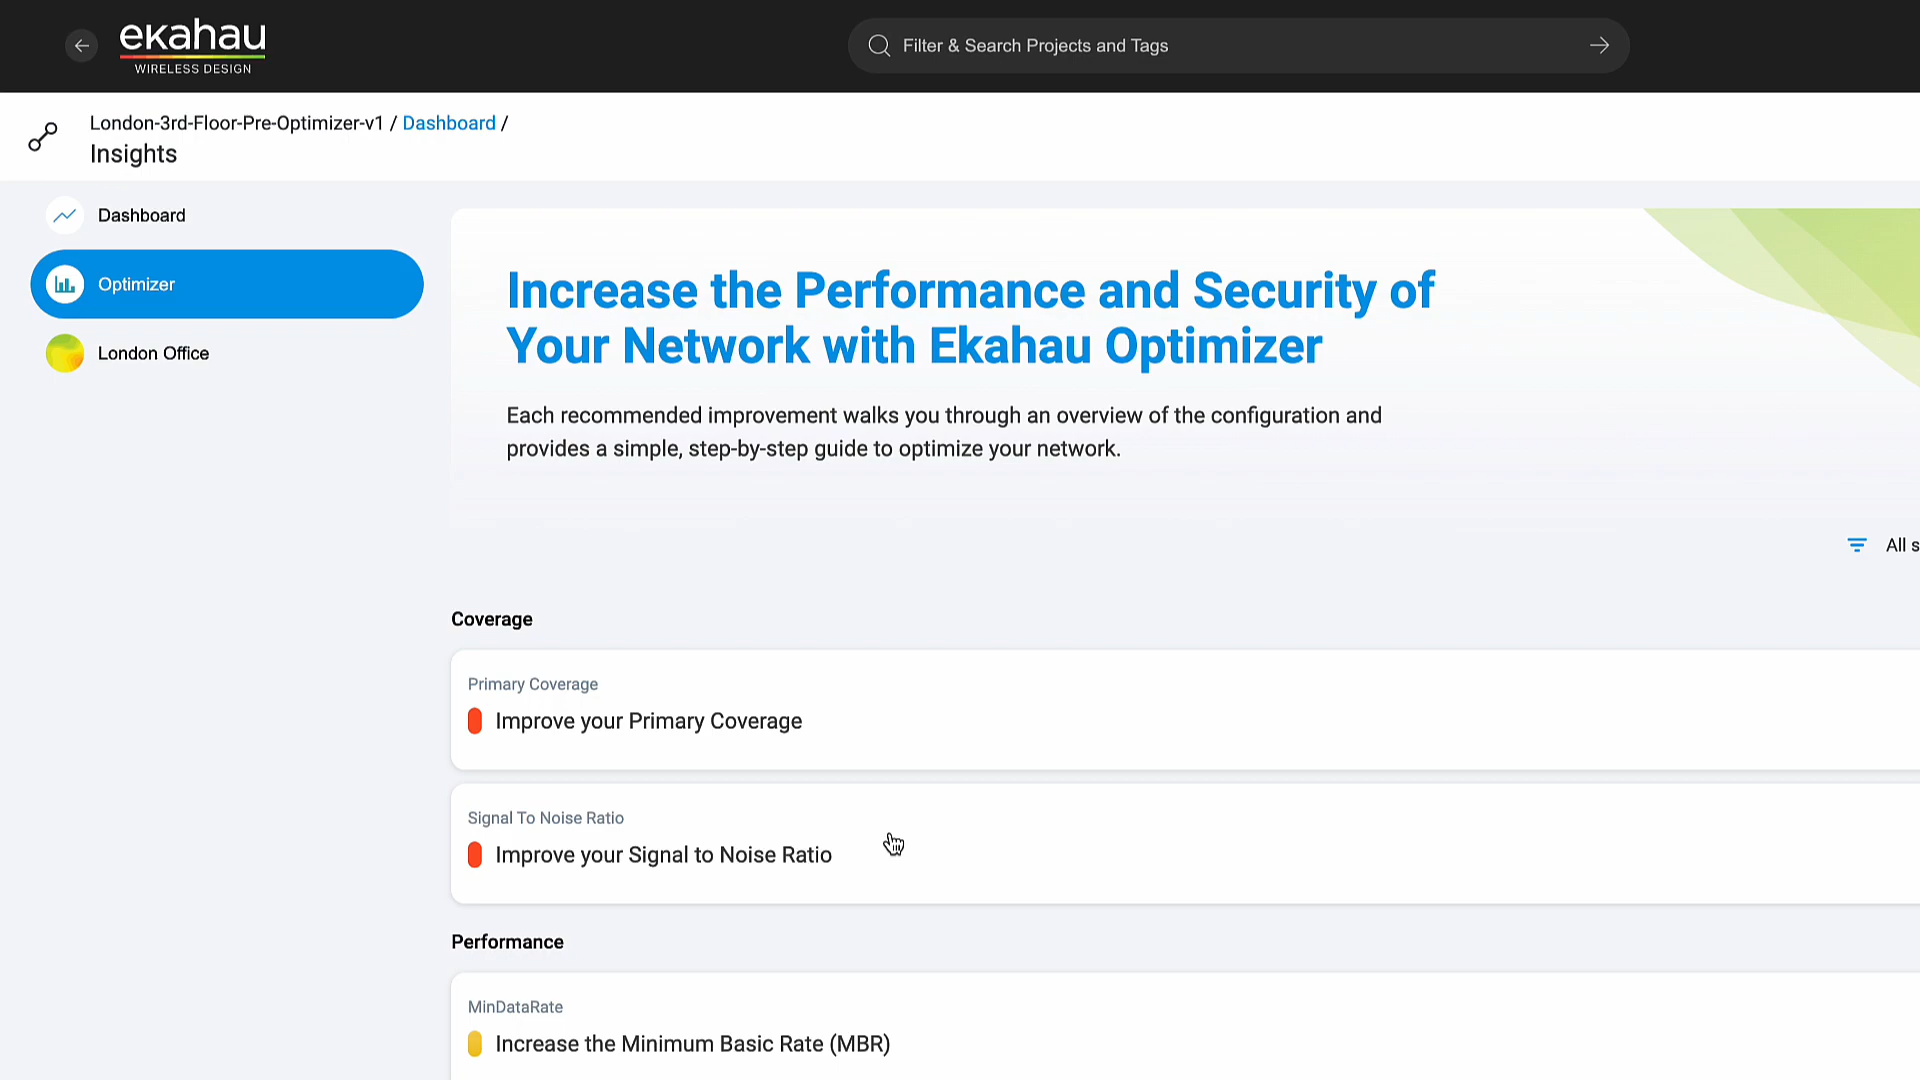 ekahau
WIRELESS DESIGN
Filter & Search Projects and Tags
London-3rd-Floor-Pre-Optimizer-v1 / Dashboard /
Insights
Dashboard
Optimizer
London Office
Increase the Performance and Security of
Your Network with Ekahau Optimizer
Each recommended improvement walks you through an overview of the configuration and
provides a simple, step-by-step guide to optimize your network.
All s
Coverage
Primary Coverage
Improve your Primary Coverage
Signal To Noise Ratio
Improve your Signal to Noise Ratio
Performance
MinDataRate
Increase the Minimum Basic Rate (MBR)